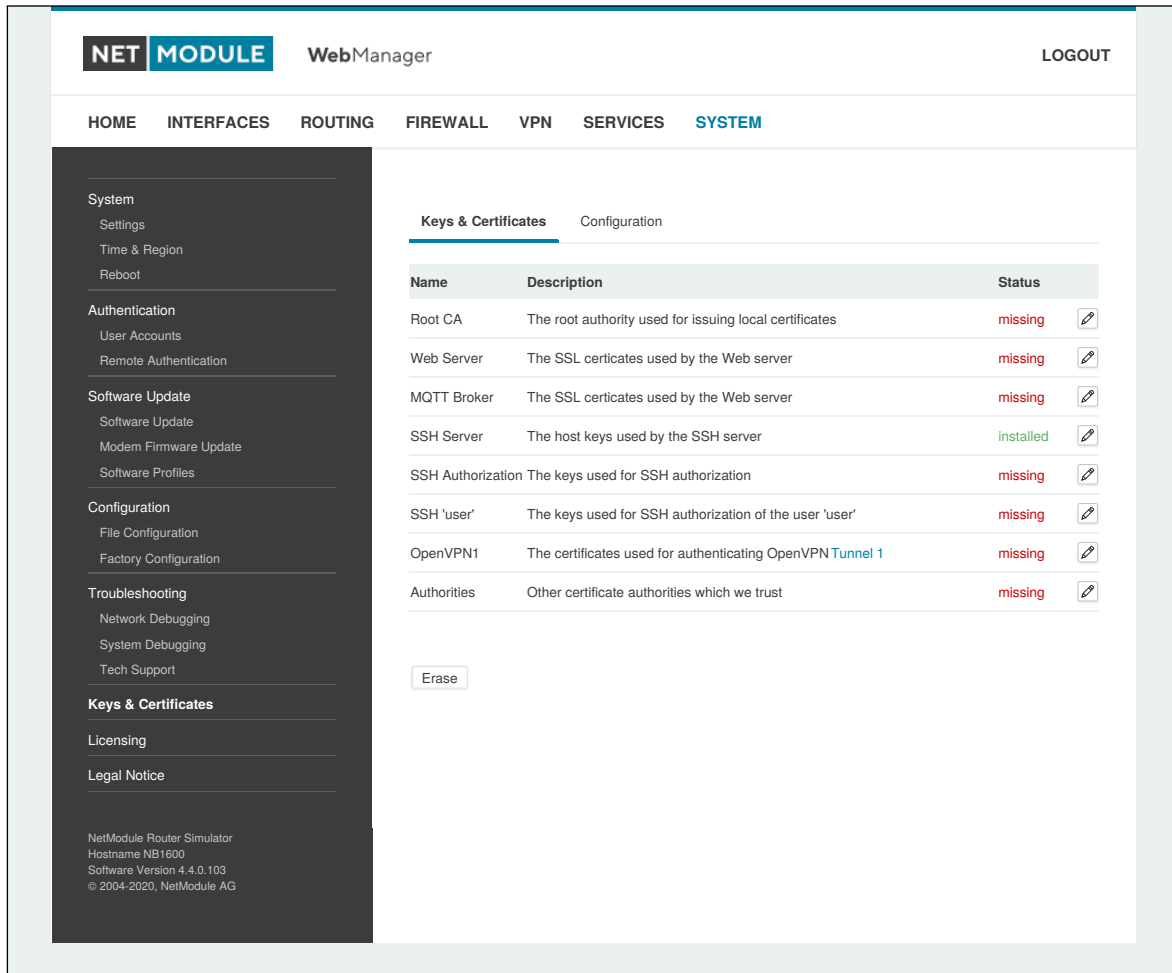 NET MODULE WebManager LOGOUT
HOME INTERFACES ROUTING FIREWALL VPN SERVICES SYSTEM
System
Settings
Time & Region
Reboot
Authentication
User Accounts
Remote Authentication
Software Update
Software Update
Modem Firmware Update
Software Profiles
Configuration
File Configuration
Factory Configuration
Troubleshooting
Network Debugging
System Debugging
Tech Support
Keys & Certificates
Licensing
Legal Notice
NetModule Router Simulator
Hostname NB1600
Software Version 4.4.0.103
© 2004-2020, NetModule AG
Keys & Certificates Configuration
Name Description Status
Root CA The root authority used for issuing local certificates missing
Web Server The SSL certicates used by the Web server missing
MQTT Broker The SSL certicates used by the Web server missing
SSH Server The host keys used by the SSH server installed
SSH Authorization The keys used for SSH authorization missing
SSH 'user' The keys used for SSH authorization of the user 'user' missing
OpenVPN1 The certificates used for authenticating OpenVPN Tunnel 1 missing
Authorities Other certificate authorities which we trust missing
Erase